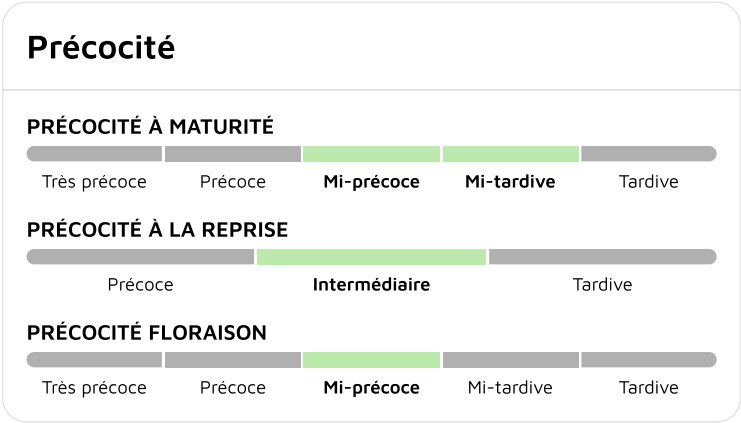 Précocité
PRÉCOCITÉ À MATURITÉ
Très précoce Précoce Mi-précoce Mi-tardive Tardive
PRÉCOCITÉ À LA REPRISE
Précoce Intermédiaire Tardive
PRÉCOCITÉ FLORAISON
Très précoce Précoce Mi-précoce Mi-tardive Tardive